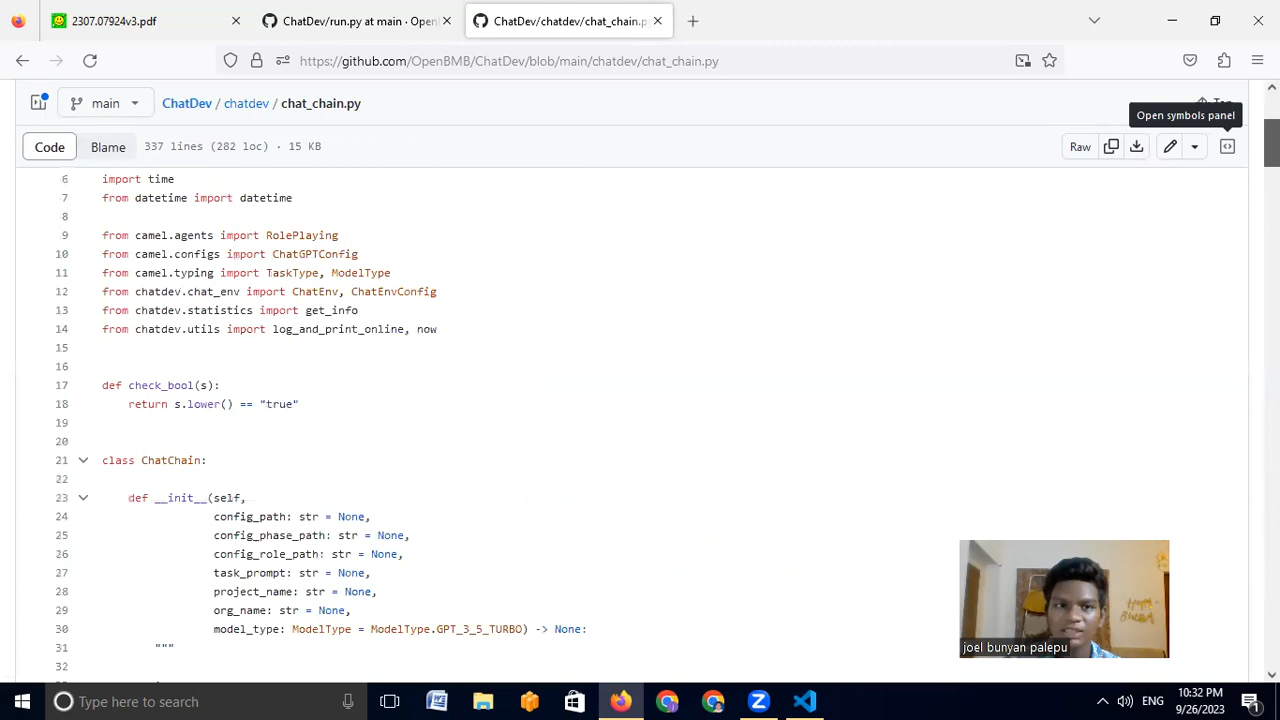 2307.07924v3.pdf
ChatDev/run.py at main · Open
ChatDev/chatdev/chat_chain.p
https://github.com/OpenBMB/ChatDev/blob/main/chatdev/chat_chain.py
main
ChatDev / chatdev / chat_chain.py
Open symbols panel
Code Blame 337 lines (282 loc) · 15 KB
Raw
6 import time
7 from datetime import datetime
8
9 from camel.agents import RolePlaying
10 from camel.configs import ChatGPTConfig
11 from camel.typing import TaskType, ModelType
12 from chatdev.chat_env import ChatEnv, ChatEnvConfig
13 from chatdev.statistics import get_info
14 from chatdev.utils import log_and_print_online, now
15
16
17 def check_bool(s):
18 return s.lower() == "true"
19
20
21 class ChatChain:
22
23 def __init__(self,
24 config_path: str = None,
25 config_phase_path: str = None,
26 config_role_path: str = None,
27 task_prompt: str = None,
28 project_name: str = None,
29 org_name: str = None,
30 model_type: ModelType = ModelType.GPT_3_5_TURBO) -> None:
31 """
32
joel bunyan palepu
Type here to search
ENG
10:32 PM
9/26/2023
1